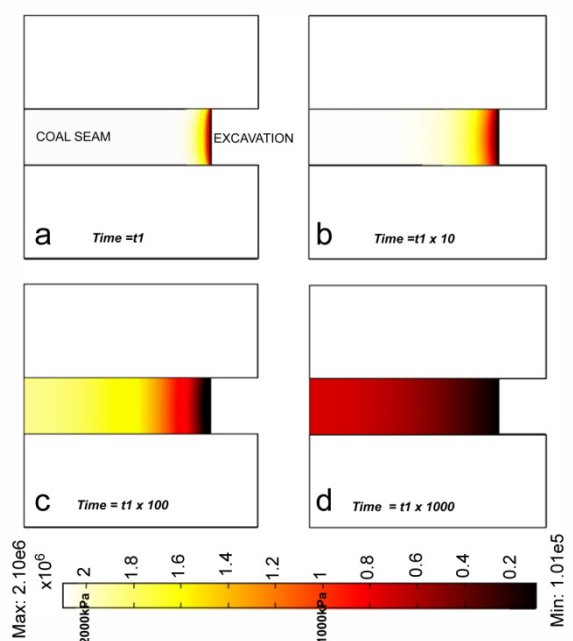 COAL SEAM
EXCAVATION
a
Time =t1
b
Time =t1 x 10
c
Time = t1 x 100
d
Time = t1 x 1000
Max: 2.10e6
x10⁶
2
1.8
1.6
1.4
1.2
1
0.8
0.6
0.4
0.2
Min: 1.01e5
2000kPa
1000kPa